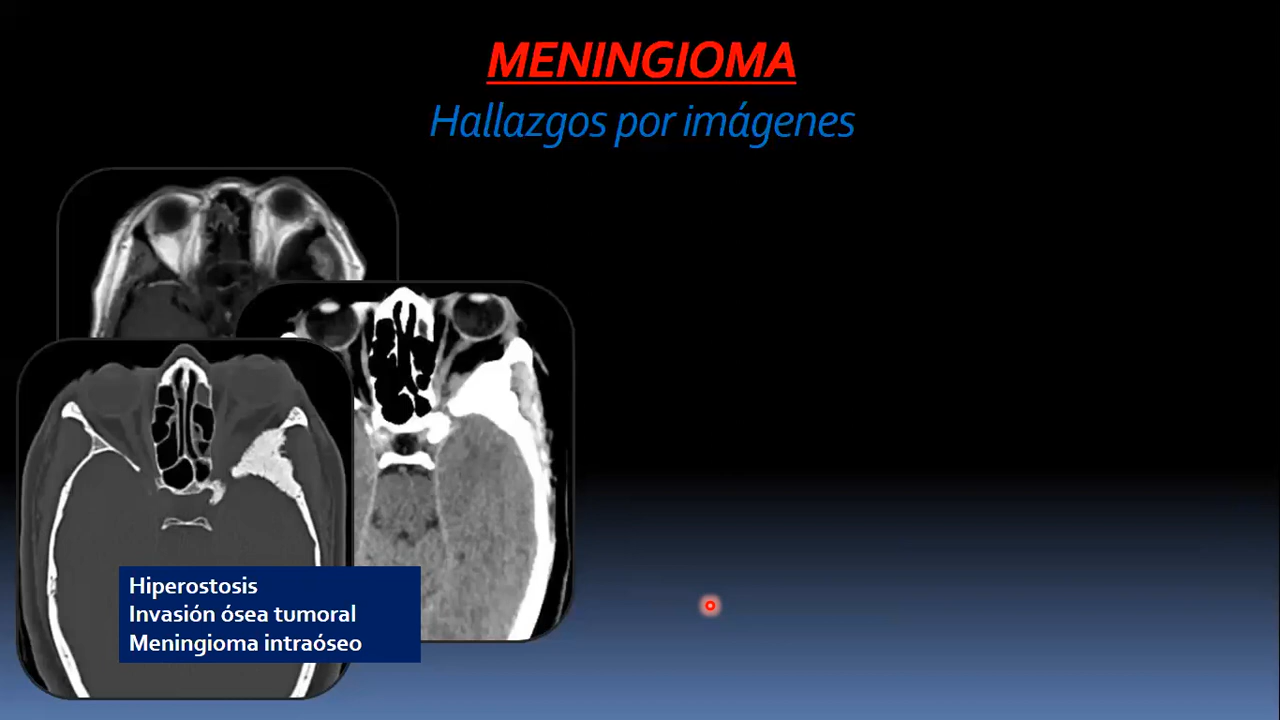 MENINGIOMA
Hallazgos por imágenes
Hiperostosis
Invasión ósea tumoral
Meningioma intraóseo